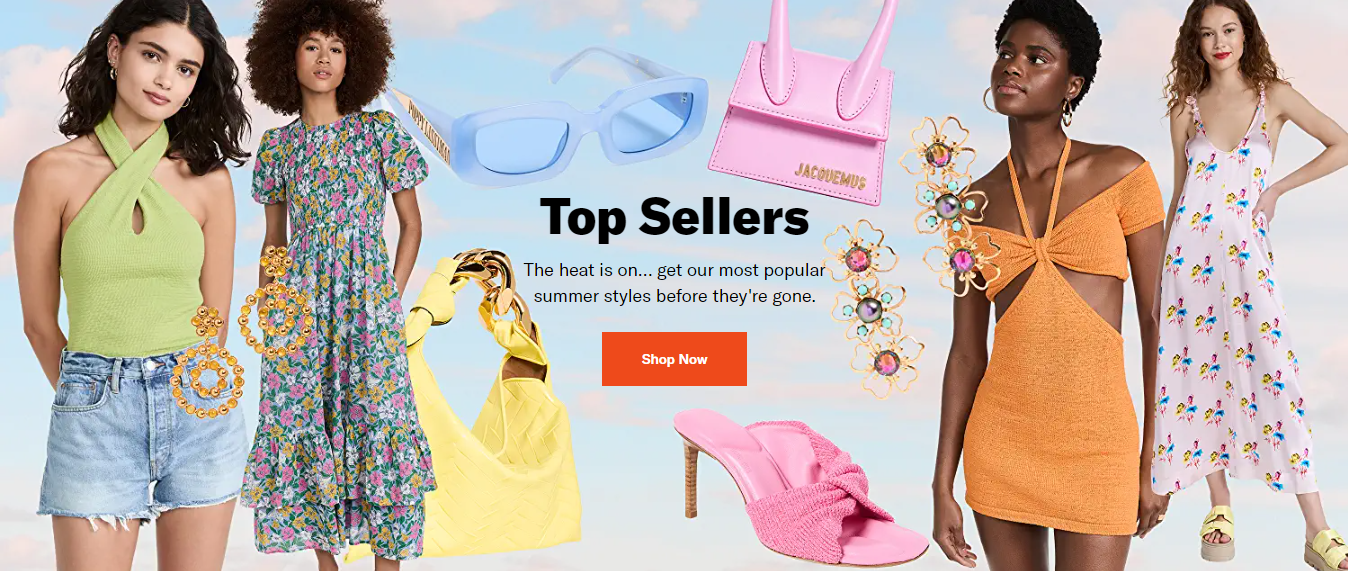 JACQUEMUS
Top Sellers
The heat is on... get our most popular
summer styles before they're gone.
Shop Now